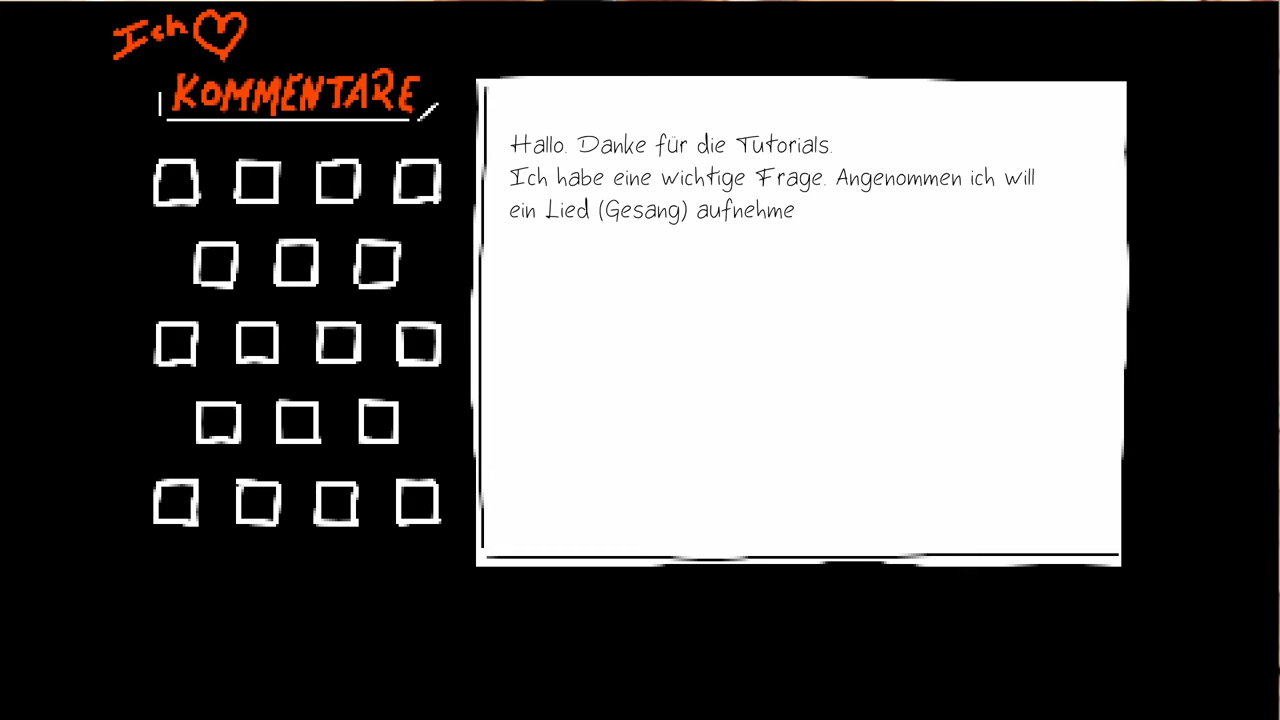 Ich
KOMMENTARE
Hallo. Danke für die Tutorials.
Ich habe eine wichtige Frage. Angenommen ich will
ein Lied (Gesang) aufnehme